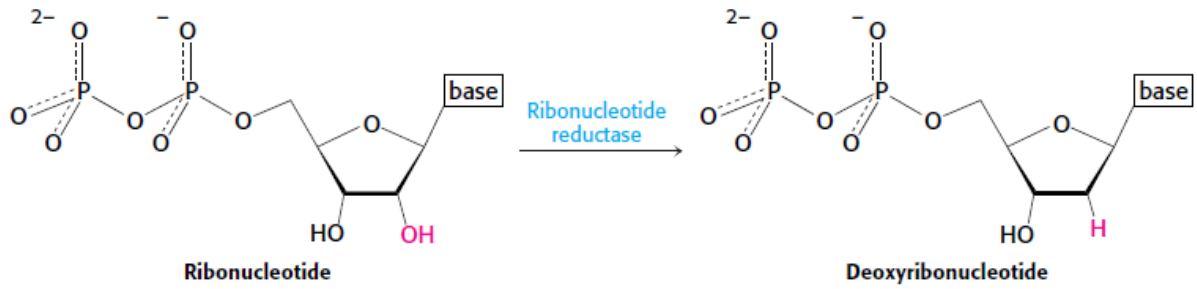 2– O – O
P P base
O O O O
O O
HO OH
Ribonucleotide
reductase
2– O – O
P P base
O O O O
O O
HO H
Ribonucleotide
Deoxyribonucleotide